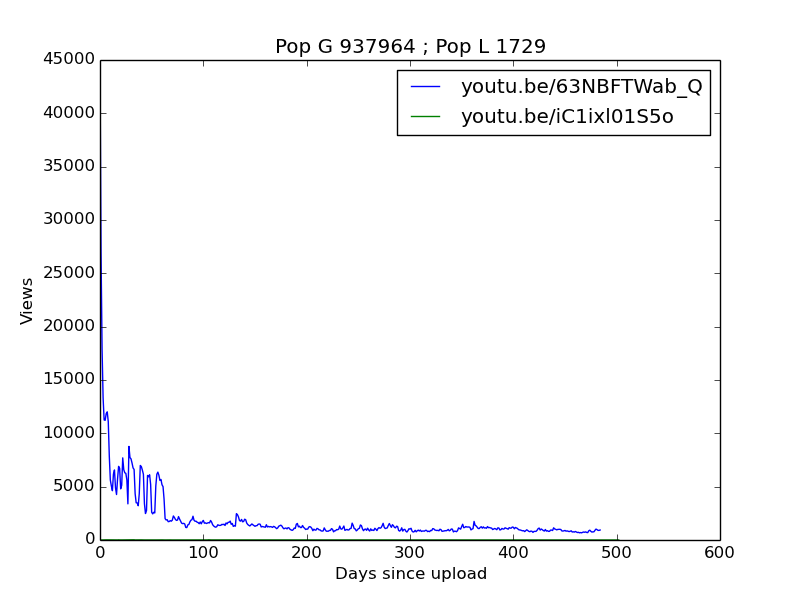 Pop G 937964 ; Pop L 1729
45000
40000
35000
30000
25000
20000
15000
10000
5000
0
Views
youtu.be/63NBFTWab_Q
youtu.be/iC1ixl01S5o
0 100 200 300 400 500 600
Days since upload